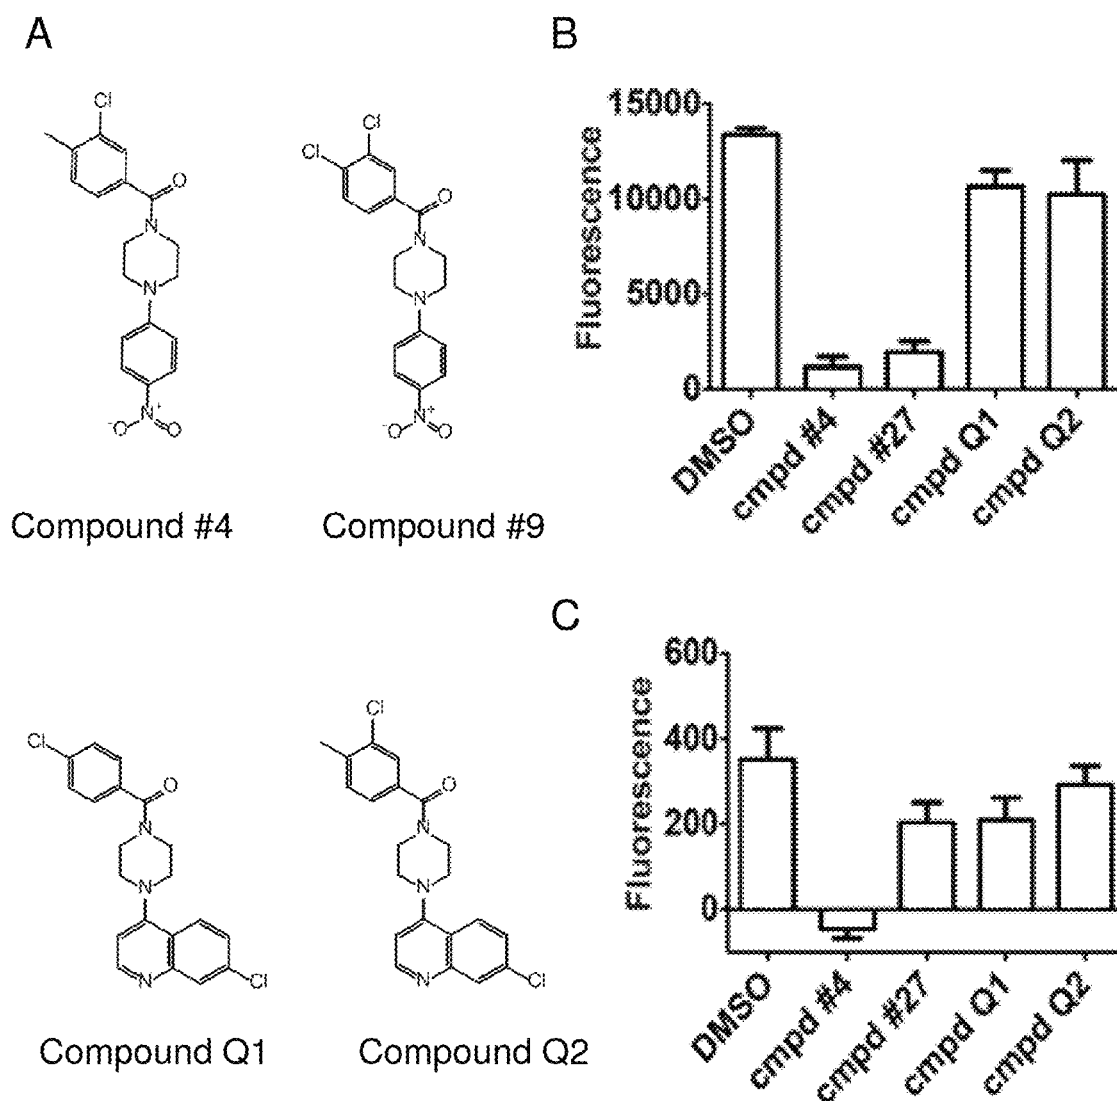 A
Cl
O
N
N
N+
-O
O
Compound #4
Cl
Cl
O
N
N
N+
-O
O
Compound #9
Cl
O
N
N
N
Cl
Compound Q1
Cl
O
N
N
N
Cl
Compound Q2
B
Fluorescence
15000
10000
5000
0
DMSO
cmpd #4
cmpd #27
cmpd Q1
cmpd Q2
C
Fluorescence
600
400
200
0
DMSO
cmpd #4
cmpd #27
cmpd Q1
cmpd Q2